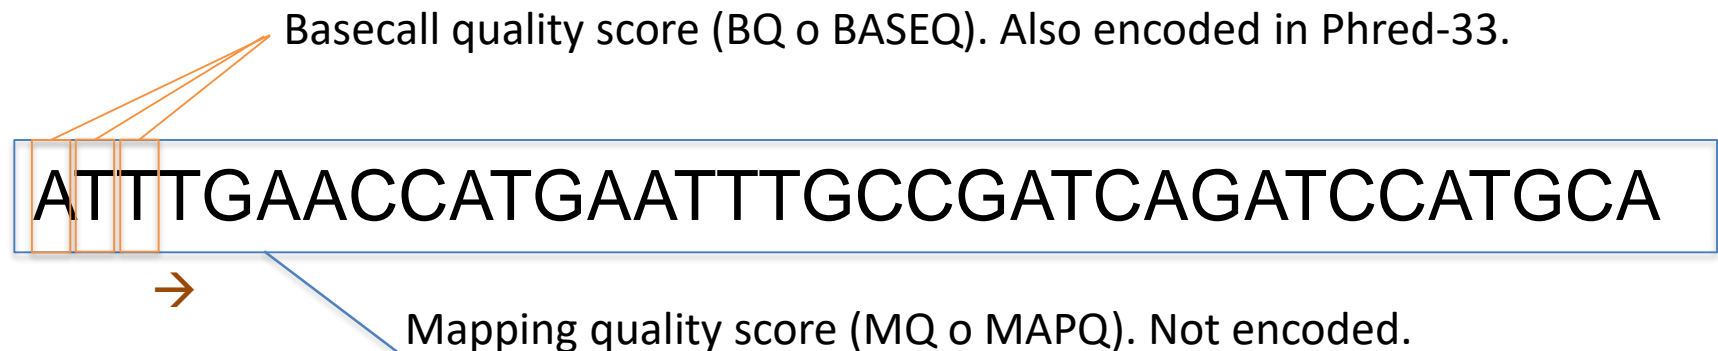 Basecall quality score (BQ o BASEQ). Also encoded in Phred-33.
ATTTGAACCATGAATTTGCCGATCAGATCCATGCA
Mapping quality score (MQ o MAPQ). Not encoded.